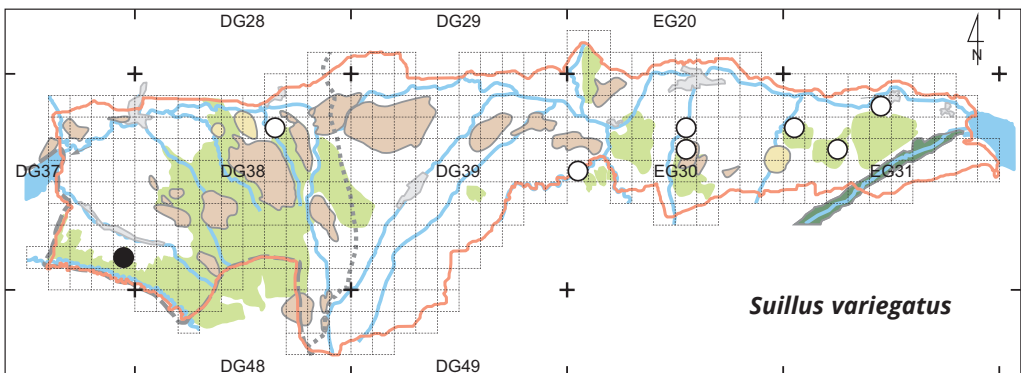 DG28 DG29 EG20
N
DG37 DG38 DG39 EG30 EG31
Suillus variegatus
DG48 DG49